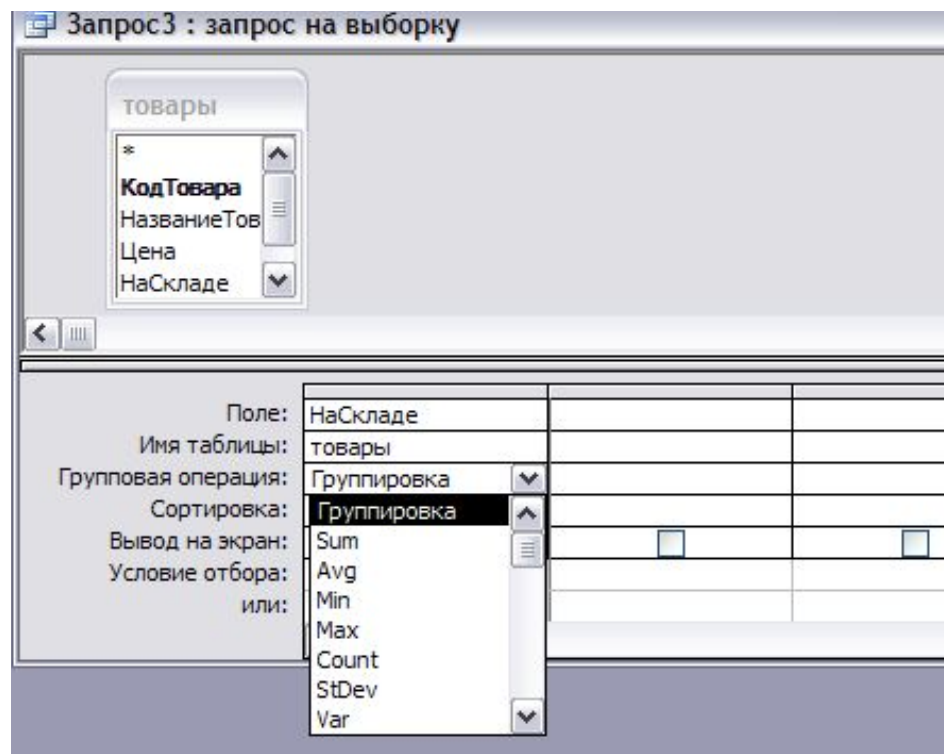 Запрос3 : запрос на выборку
товары
*
КодТовара
НазваниеТов
Цена
НаСкладе
Поле: НаСкладе
Имя таблицы: товары
Групповая операция: Группировка
Сортировка: Группировка
Вывод на экран: Sum
Условие отбора: Avg
или: Min
Max
Count
StDev
Var